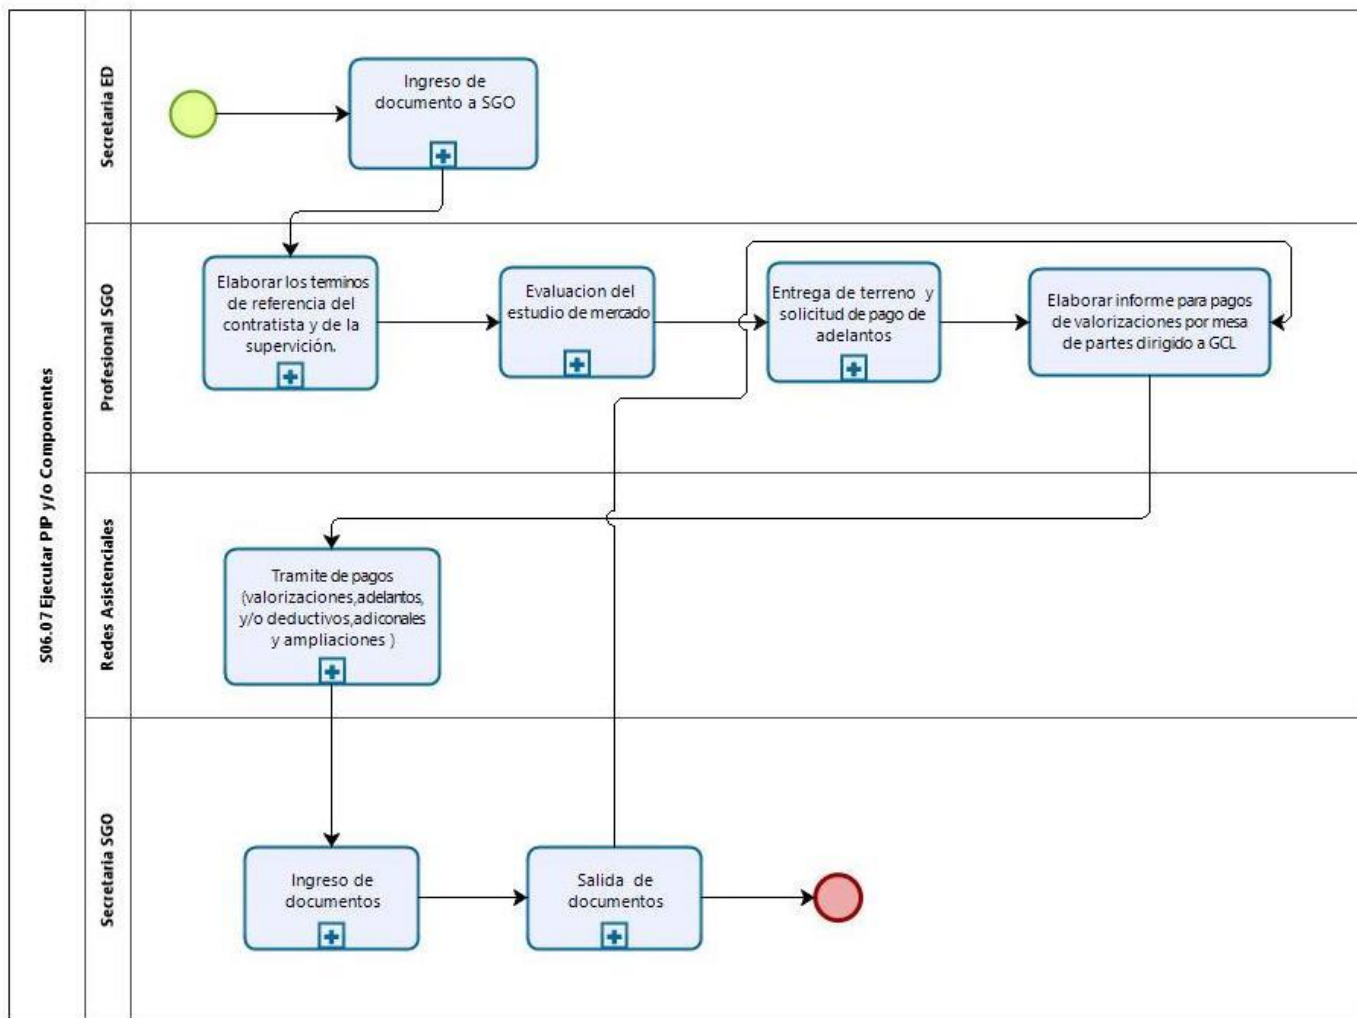 S06.07 Ejecutar PIP y/o Componentes
Secretaria ED
Ingreso de
documento a SGO
Profesional SGO
Elaborar los terminos
de referencia del
contratista y de la
supervición.
Evaluacion del
estudio de mercado
Entrega de terreno y
solicitud de pago de
adelantos
Elaborar informe para pagos
de valorizaciones por mesa
de partes dirigido a GCL
Redes Asistenciales
Tramite de pagos
(valorizaciones,adelantos,
y/o deductivos,adiconales
y ampliaciones )
Secretaria SGO
Ingreso de
documentos
Salida de
documentos